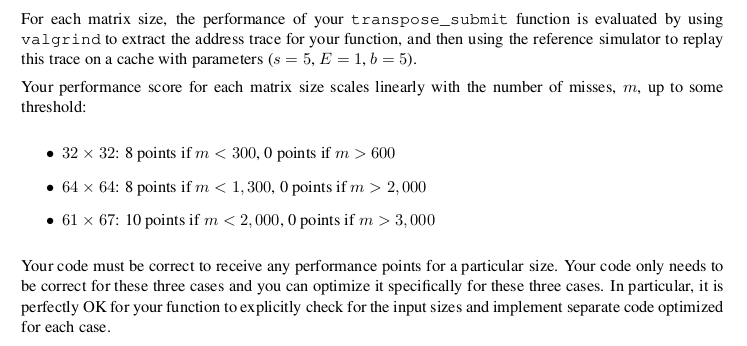 For each matrix size, the performance of your transpose_submit function is evaluated by using
valgrind to extract the address trace for your function, and then using the reference simulator to replay
this trace on a cache with parameters (s = 5, E = 1, b = 5).
Your performance score for each matrix size scales linearly with the number of misses, m, up to some
threshold:
• 32 × 32: 8 points if m < 300, 0 points if m > 600
• 64 × 64: 8 points if m < 1, 300, 0 points if m > 2, 000
• 61 × 67: 10 points if m < 2, 000, 0 points if m > 3, 000
Your code must be correct to receive any performance points for a particular size. Your code only needs to
be correct for these three cases and you can optimize it specifically for these three cases. In particular, it is
perfectly OK for your function to explicitly check for the input sizes and implement separate code optimized
for each case.